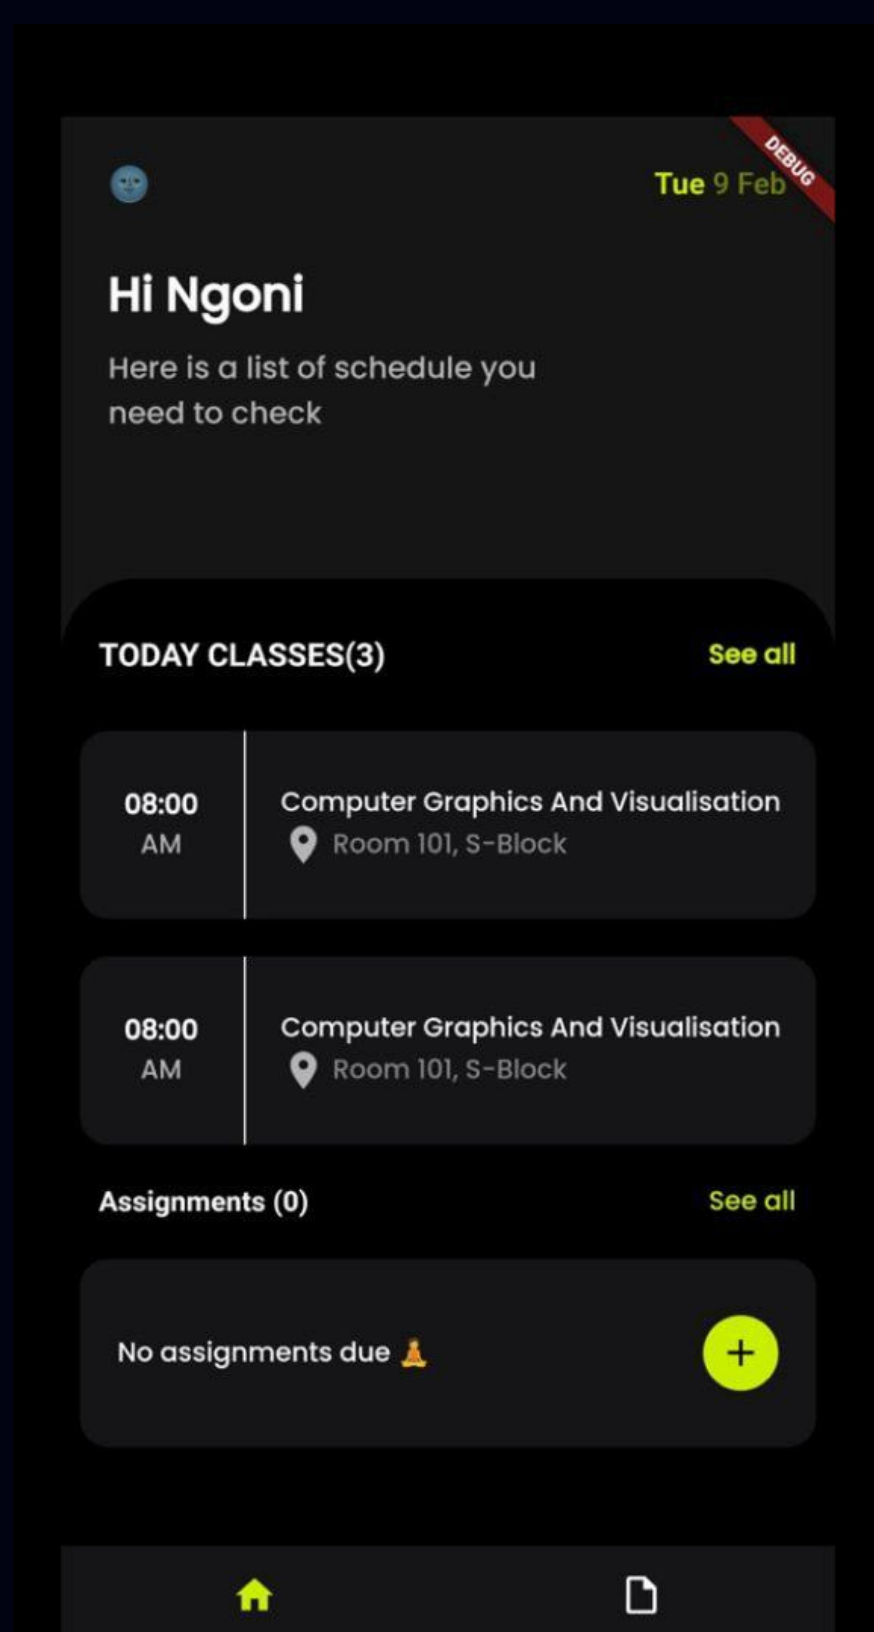 DEBUG
Tue 9 Feb
Hi Ngoni
Here is a list of schedule you
need to check
TODAY CLASSES(3) See all
08:00 Computer Graphics And Visualisation
AM Room 101, S-Block
08:00 Computer Graphics And Visualisation
AM Room 101, S-Block
Assignments (0) See all
No assignments due 🧘
+